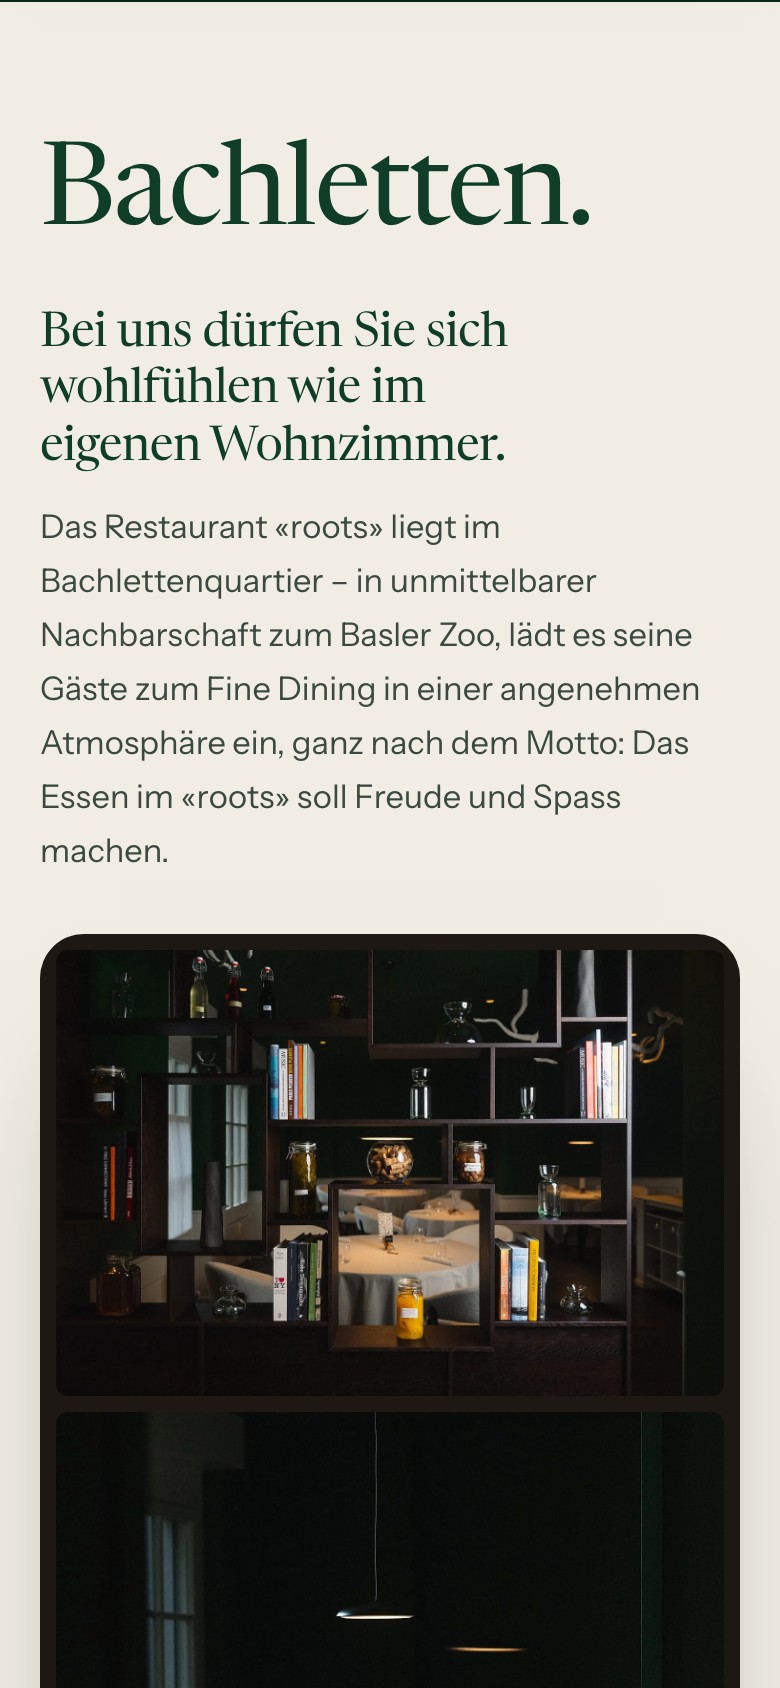 Bachletten.
Bei uns dürfen Sie sich
wohlfühlen wie im
eigenen Wohnzimmer.
Das Restaurant «roots» liegt im
Bachlettenquartier – in unmittelbarer
Nachbarschaft zum Basler Zoo, lädt es seine
Gäste zum Fine Dining in einer angenehmen
Atmosphäre ein, ganz nach dem Motto: Das
Essen im «roots» soll Freude und Spass
machen.